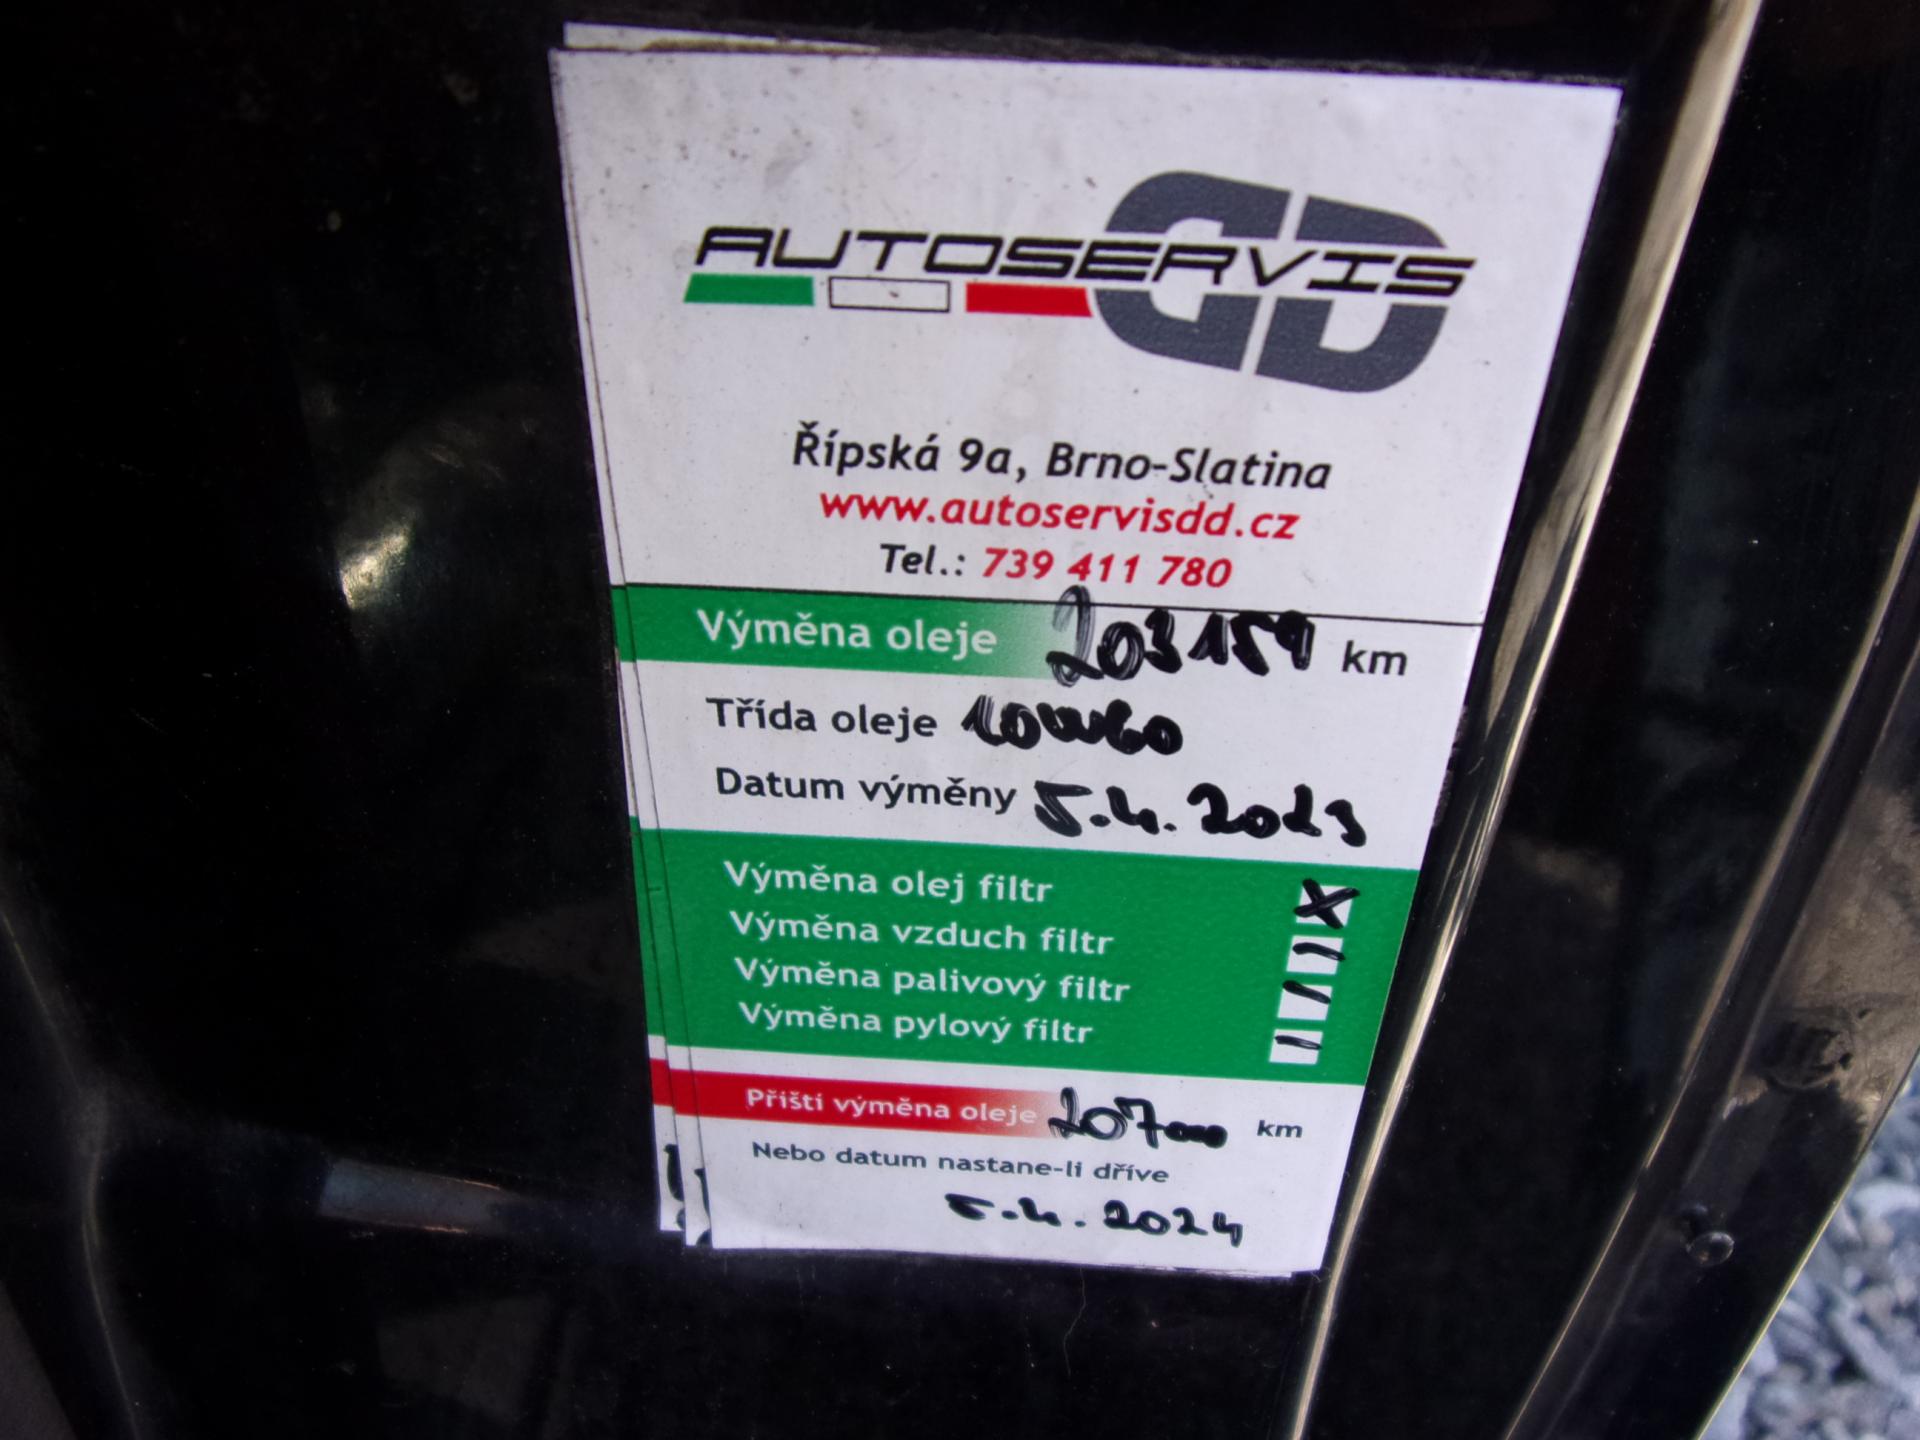 AUTOSERVIS DD
Řípská 9a, Brno-Slatina
www.autoservisdd.cz
Tel.: 739 411 780
Výměna oleje 203159 km
Třída oleje 10W60
Datum výměny 5.4.2023
Výměna olej filtr X
Výměna vzduch filtr
Výměna palivový filtr
Výměna pylový filtr
Příští výměna oleje 207000 km
Nebo datum nastane-li dříve
5.4.2024